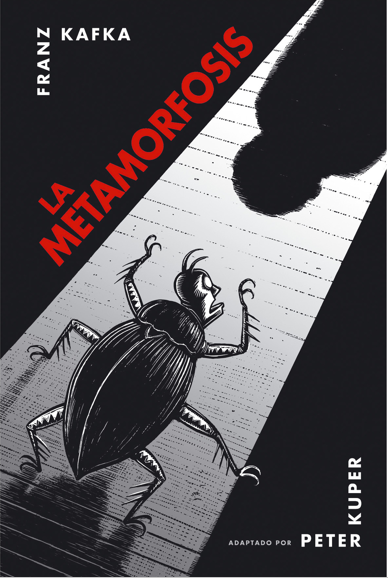 FRANZ
KAFKA
LA
METAMORFOSIS
ADAPTADO POR PETER
KUPER